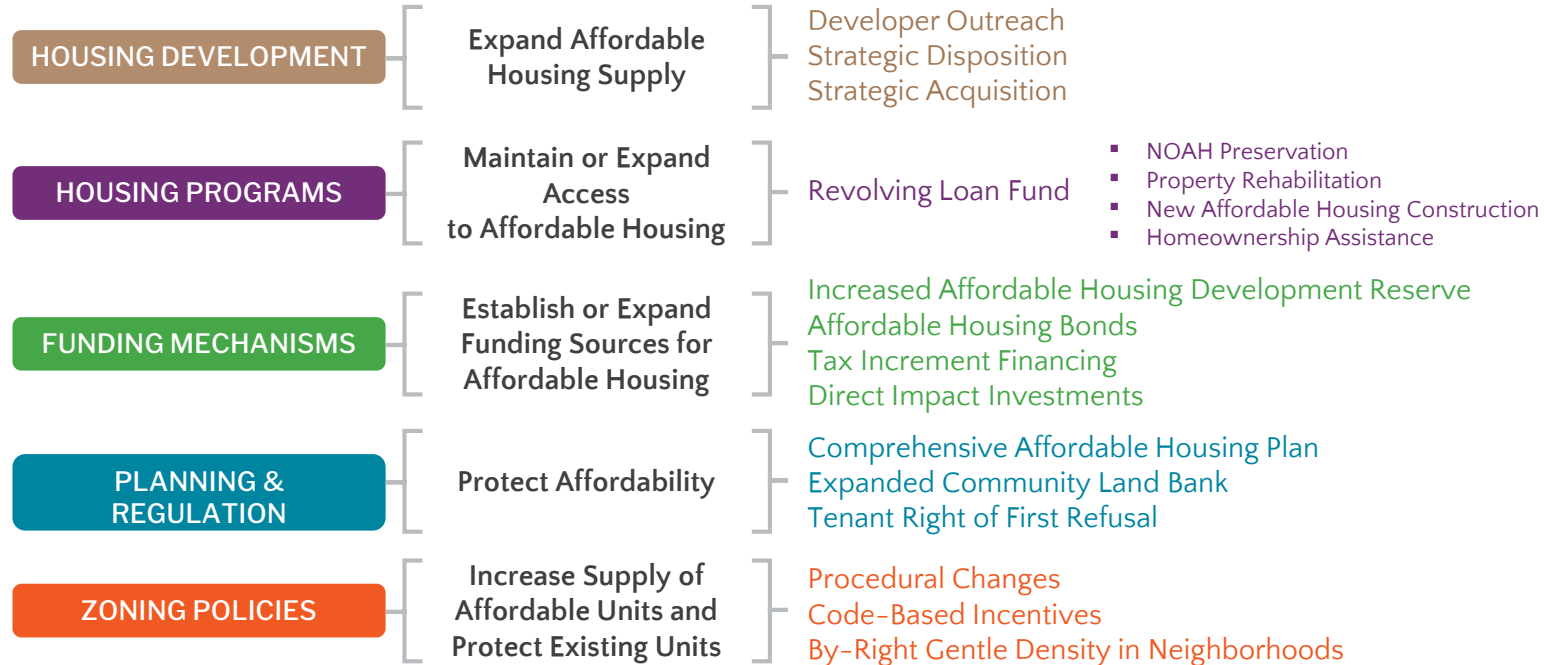 HOUSING DEVELOPMENT
Expand Affordable
Housing Supply
Developer Outreach
Strategic Disposition
Strategic Acquisition
HOUSING PROGRAMS
Maintain or Expand
Access
to Affordable Housing
Revolving Loan Fund
▪ NOAH Preservation
▪ Property Rehabilitation
▪ New Affordable Housing Construction
▪ Homeownership Assistance
FUNDING MECHANISMS
Establish or Expand
Funding Sources for
Affordable Housing
Increased Affordable Housing Development Reserve
Affordable Housing Bonds
Tax Increment Financing
Direct Impact Investments
PLANNING &
REGULATION
Protect Affordability
Comprehensive Affordable Housing Plan
Expanded Community Land Bank
Tenant Right of First Refusal
ZONING POLICIES
Increase Supply of
Affordable Units and
Protect Existing Units
Procedural Changes
Code-Based Incentives
By-Right Gentle Density in Neighborhoods